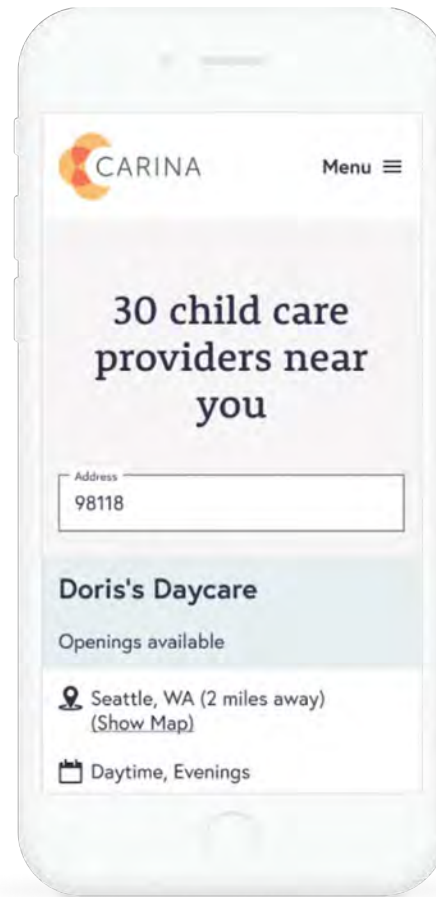 CARINA
Menu
30 child care
providers near
you
Address
98118
Doris's Daycare
Openings available
Seattle, WA (2 miles away)
(Show Map)
Daytime, Evenings